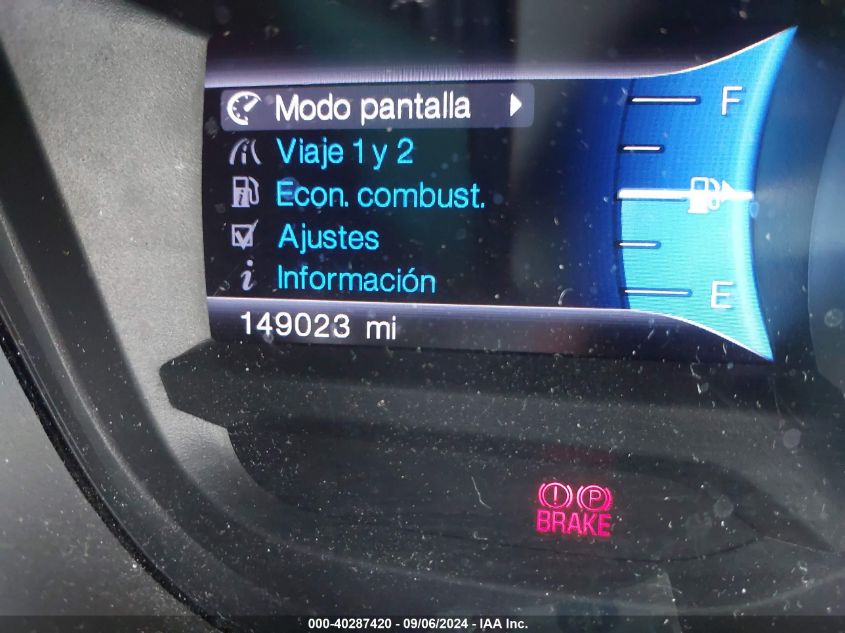 Modo pantalla
F
Viaje 1 y 2
Econ. combust.
Ajustes
Información
E
149023 mi
(!) (P)
BRAKE
000-40287420 - 09/06/2024 - IAA Inc.